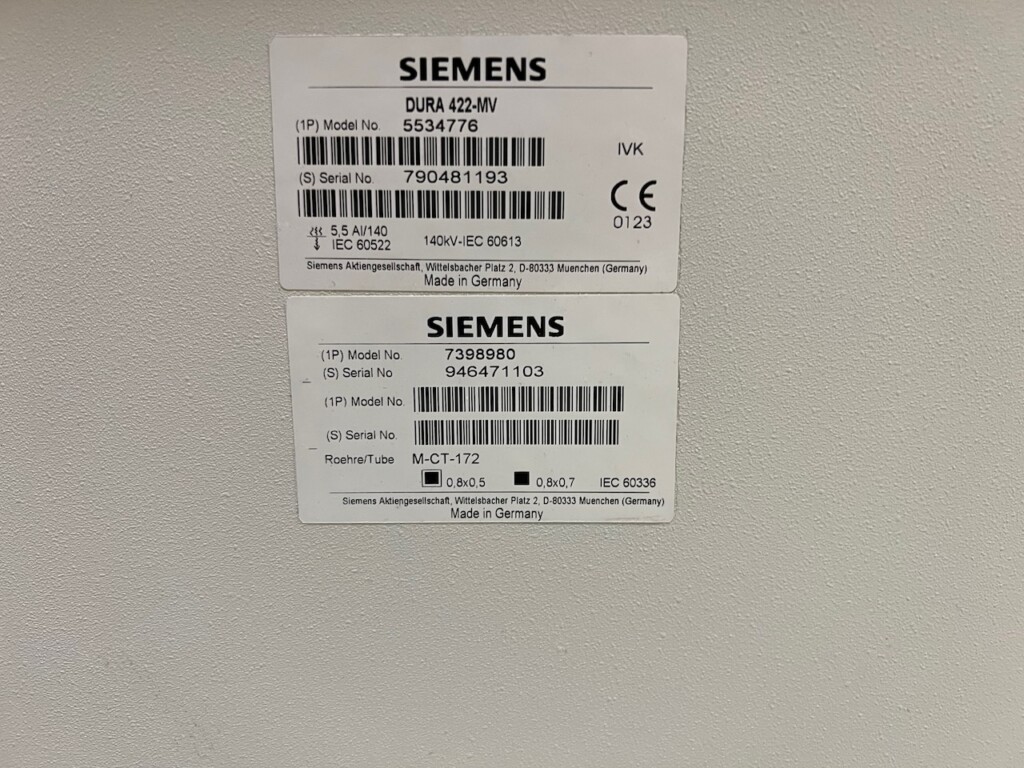 SIEMENS
DURA 422-MV
(1P) Model No. 5534776
IVK
(S) Serial No. 790481193
CE
0123
5,5 Al/140
IEC 60522 140kV-IEC 60613
Siemens Aktiengesellschaft, Wittelsbacher Platz 2, D-80333 Muenchen (Germany)
Made in Germany
SIEMENS
(1P) Model No. 7398980
(S) Serial No 946471103
(1P) Model No.
(S) Serial No.
Roehre/Tube M-CT-172
0,8x0,5 0,8x0,7 IEC 60336
Siemens Aktiengesellschaft, Wittelsbacher Platz 2, D-80333 Muenchen (Germany)
Made in Germany